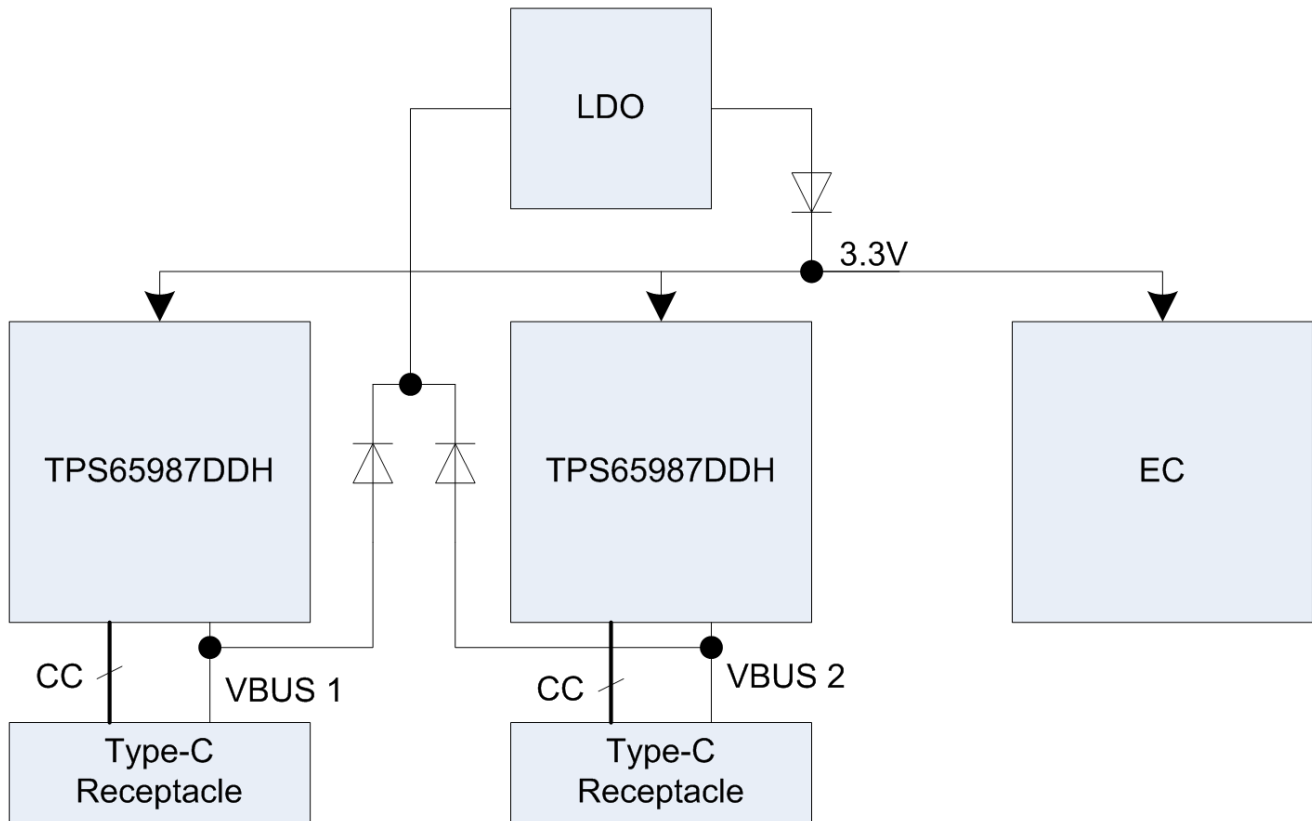 LDO
3.3V
TPS65987DDH
TPS65987DDH
EC
CC
VBUS 1
CC
VBUS 2
Type-C
Receptacle
Type-C
Receptacle